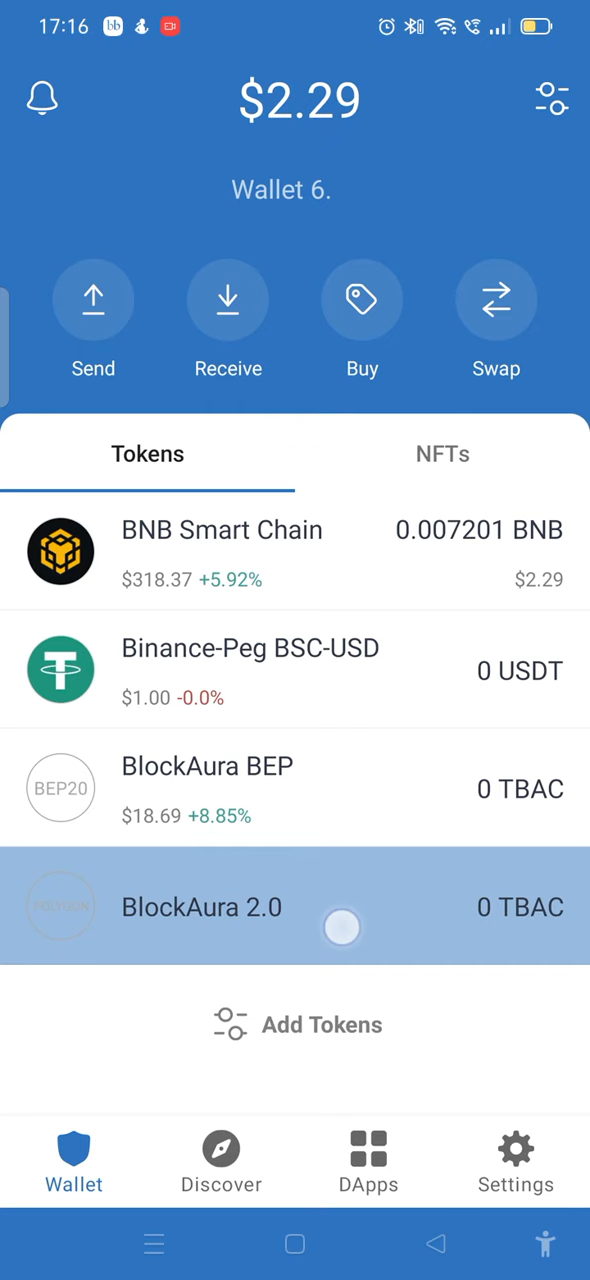 17:16 bb
$2.29
Wallet 6.
Send Receive Buy Swap
Tokens NFTs
BNB Smart Chain 0.007201 BNB
$318.37 +5.92% $2.29
Binance-Peg BSC-USD
0 USDT
$1.00 -0.0%
BlockAura BEP
BEP20 0 TBAC
$18.69 +8.85%
POLYGON BlockAura 2.0 0 TBAC
Add Tokens
Wallet Discover DApps Settings